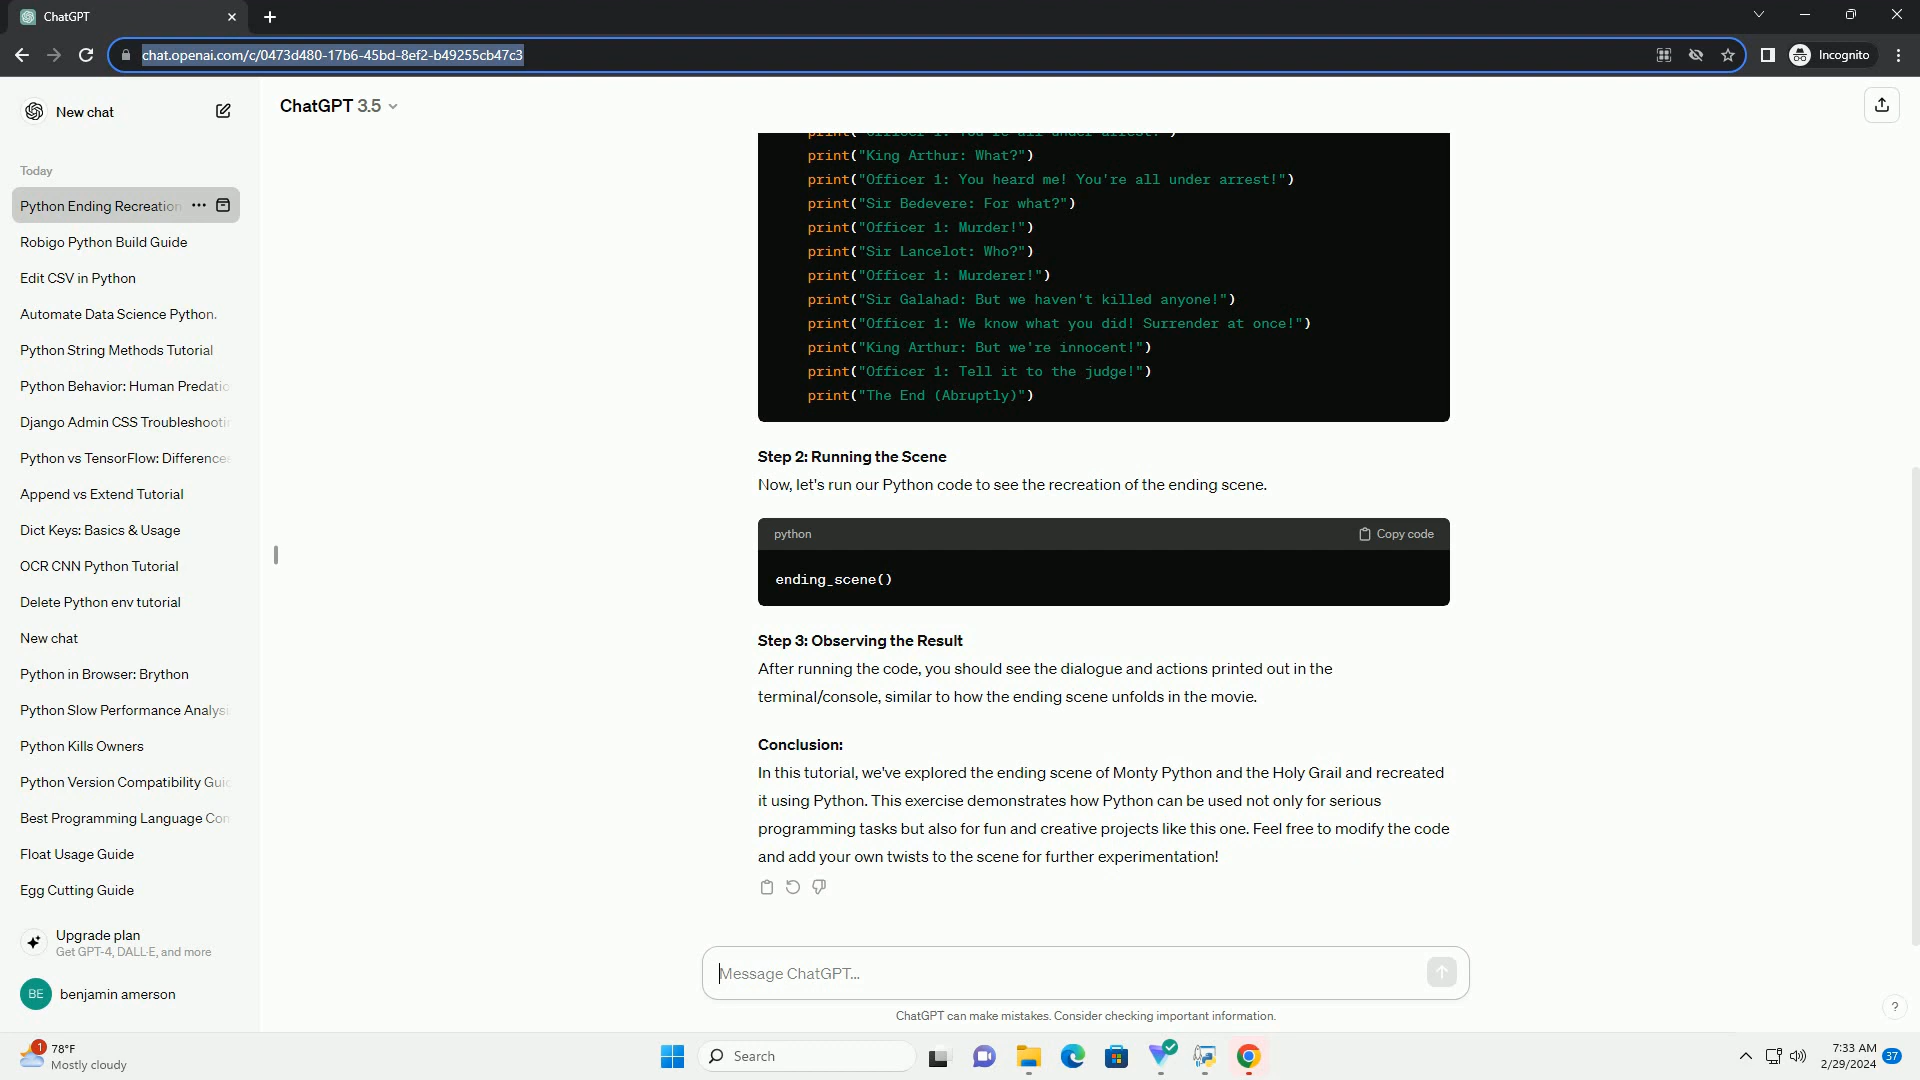 ChatGPT
chat.openai.com/c/0473d480-17b6-45bd-8ef2-b49255cb47c3
Incognito
New chat
ChatGPT 3.5
Today
Python Ending Recreation
Robigo Python Build Guide
Edit CSV in Python
Automate Data Science Python.
Python String Methods Tutorial
Python Behavior: Human Predatio
Django Admin CSS Troubleshootin
Python vs TensorFlow: Differences
Append vs Extend Tutorial
Dict Keys: Basics & Usage
OCR CNN Python Tutorial
Delete Python env tutorial
New chat
Python in Browser: Brython
Python Slow Performance Analysi
Python Kills Owners
Python Version Compatibility Guid
Best Programming Language Com
Float Usage Guide
Egg Cutting Guide
Upgrade plan
Get GPT-4, DALL·E, and more
BE
benjamin amerson
print("Officer 1: You're all under arrest!")
print("King Arthur: What?")
print("Officer 1: You heard me! You're all under arrest!")
print("Sir Bedevere: For what?")
print("Officer 1: Murder!")
print("Sir Lancelot: Who?")
print("Officer 1: Murderer!")
print("Sir Galahad: But we haven't killed anyone!")
print("Officer 1: We know what you did! Surrender at once!")
print("King Arthur: But we're innocent!")
print("Officer 1: Tell it to the judge!")
print("The End (Abruptly)")
Step 2: Running the Scene
Now, let's run our Python code to see the recreation of the ending scene.
python
Copy code
ending_scene()
Step 3: Observing the Result
After running the code, you should see the dialogue and actions printed out in the
terminal/console, similar to how the ending scene unfolds in the movie.
Conclusion:
In this tutorial, we've explored the ending scene of Monty Python and the Holy Grail and recreated
it using Python. This exercise demonstrates how Python can be used not only for serious
programming tasks but also for fun and creative projects like this one. Feel free to modify the code
and add your own twists to the scene for further experimentation!
Message ChatGPT...
ChatGPT can make mistakes. Consider checking important information.
?
1
78°F
Mostly cloudy
Search
7:33 AM
2/29/2024
37